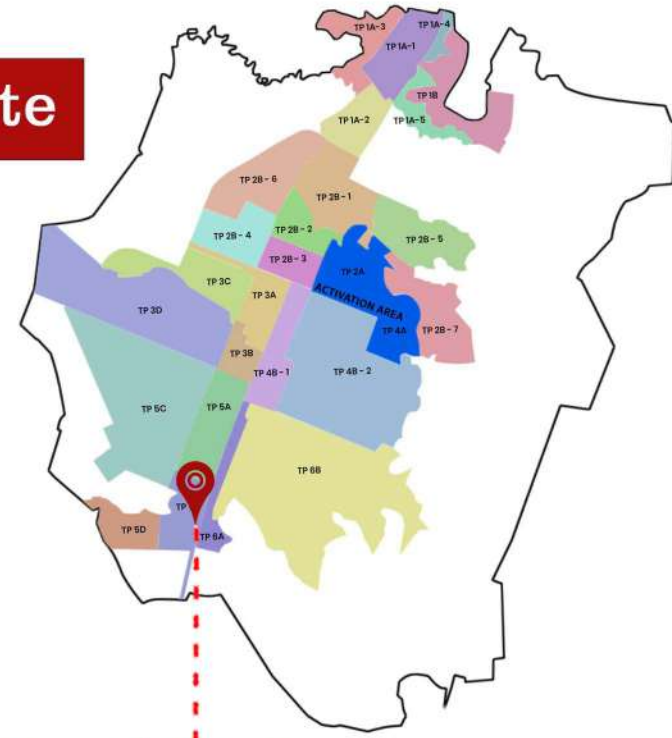 te
TP 1A-3
TP 1A-4
TP 1A-1
TP 1B
TP 1A-2
TP 1A-5
TP 2B - 6
TP 2B - 1
TP 2B - 4
TP 2B - 2
TP 2B - 5
TP 2B - 3
TP 2A
TP 3C
TP 3A
ACTIVATION AREA
TP 3D
TP 4A
TP 2B - 7
TP 3B
TP 4B - 1
TP 4B - 2
TP 5C
TP 5A
TP 6B
TP
TP 5D
TP 6A